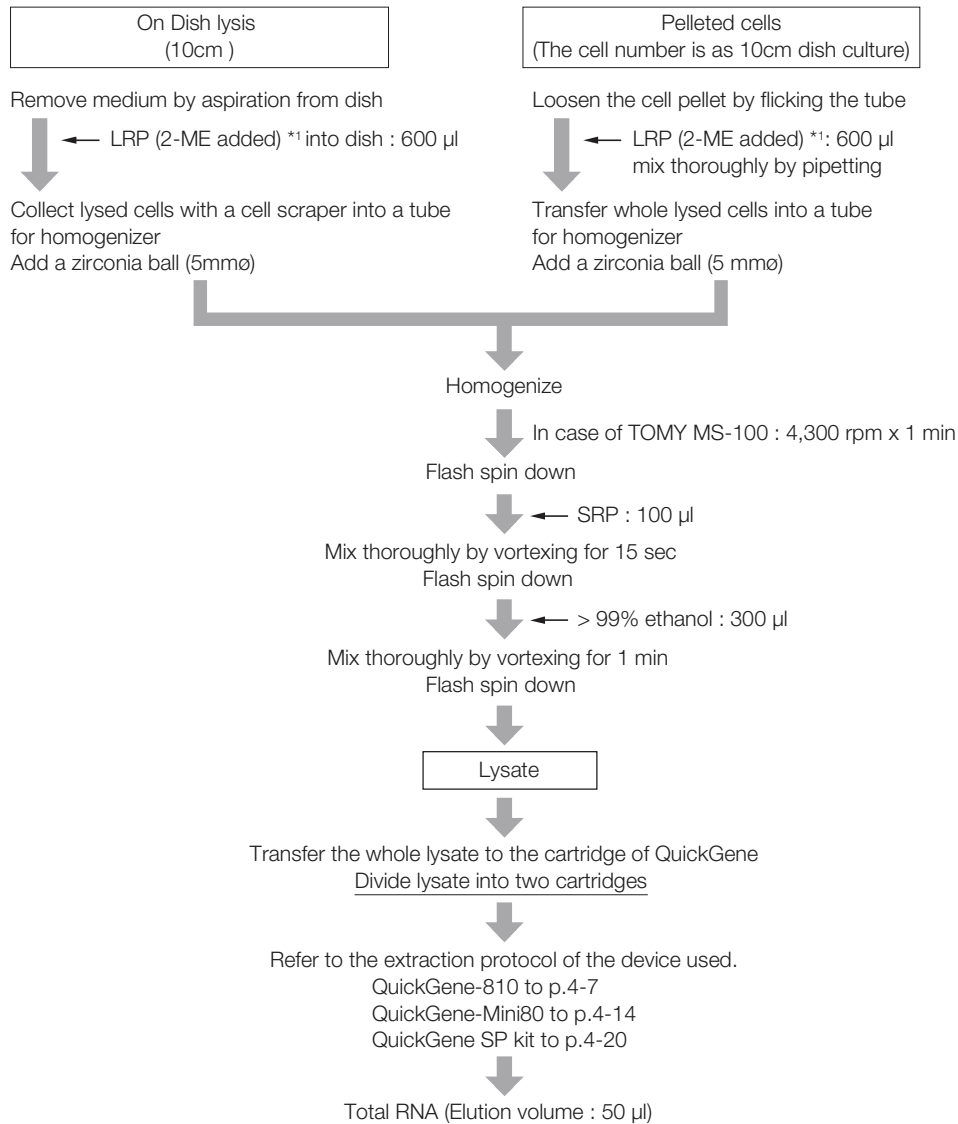 On Dish lysis
(10cm )
Remove medium by aspiration from dish
LRP (2-ME added) *1 into dish : 600 µl
Collect lysed cells with a cell scraper into a tube
for homogenizer
Add a zirconia ball (5mmø)
Pelleted cells
(The cell number is as 10cm dish culture)
Loosen the cell pellet by flicking the tube
LRP (2-ME added) *1: 600 µl
mix thoroughly by pipetting
Transfer whole lysed cells into a tube
for homogenizer
Add a zirconia ball (5 mmø)
Homogenize
In case of TOMY MS-100 : 4,300 rpm x 1 min
Flash spin down
SRP : 100 µl
Mix thoroughly by vortexing for 15 sec
Flash spin down
> 99% ethanol : 300 µl
Mix thoroughly by vortexing for 1 min
Flash spin down
Lysate
Transfer the whole lysate to the cartridge of QuickGene
Divide lysate into two cartridges
Refer to the extraction protocol of the device used.
QuickGene-810 to p.4-7
QuickGene-Mini80 to p.4-14
QuickGene SP kit to p.4-20
Total RNA (Elution volume : 50 µl)